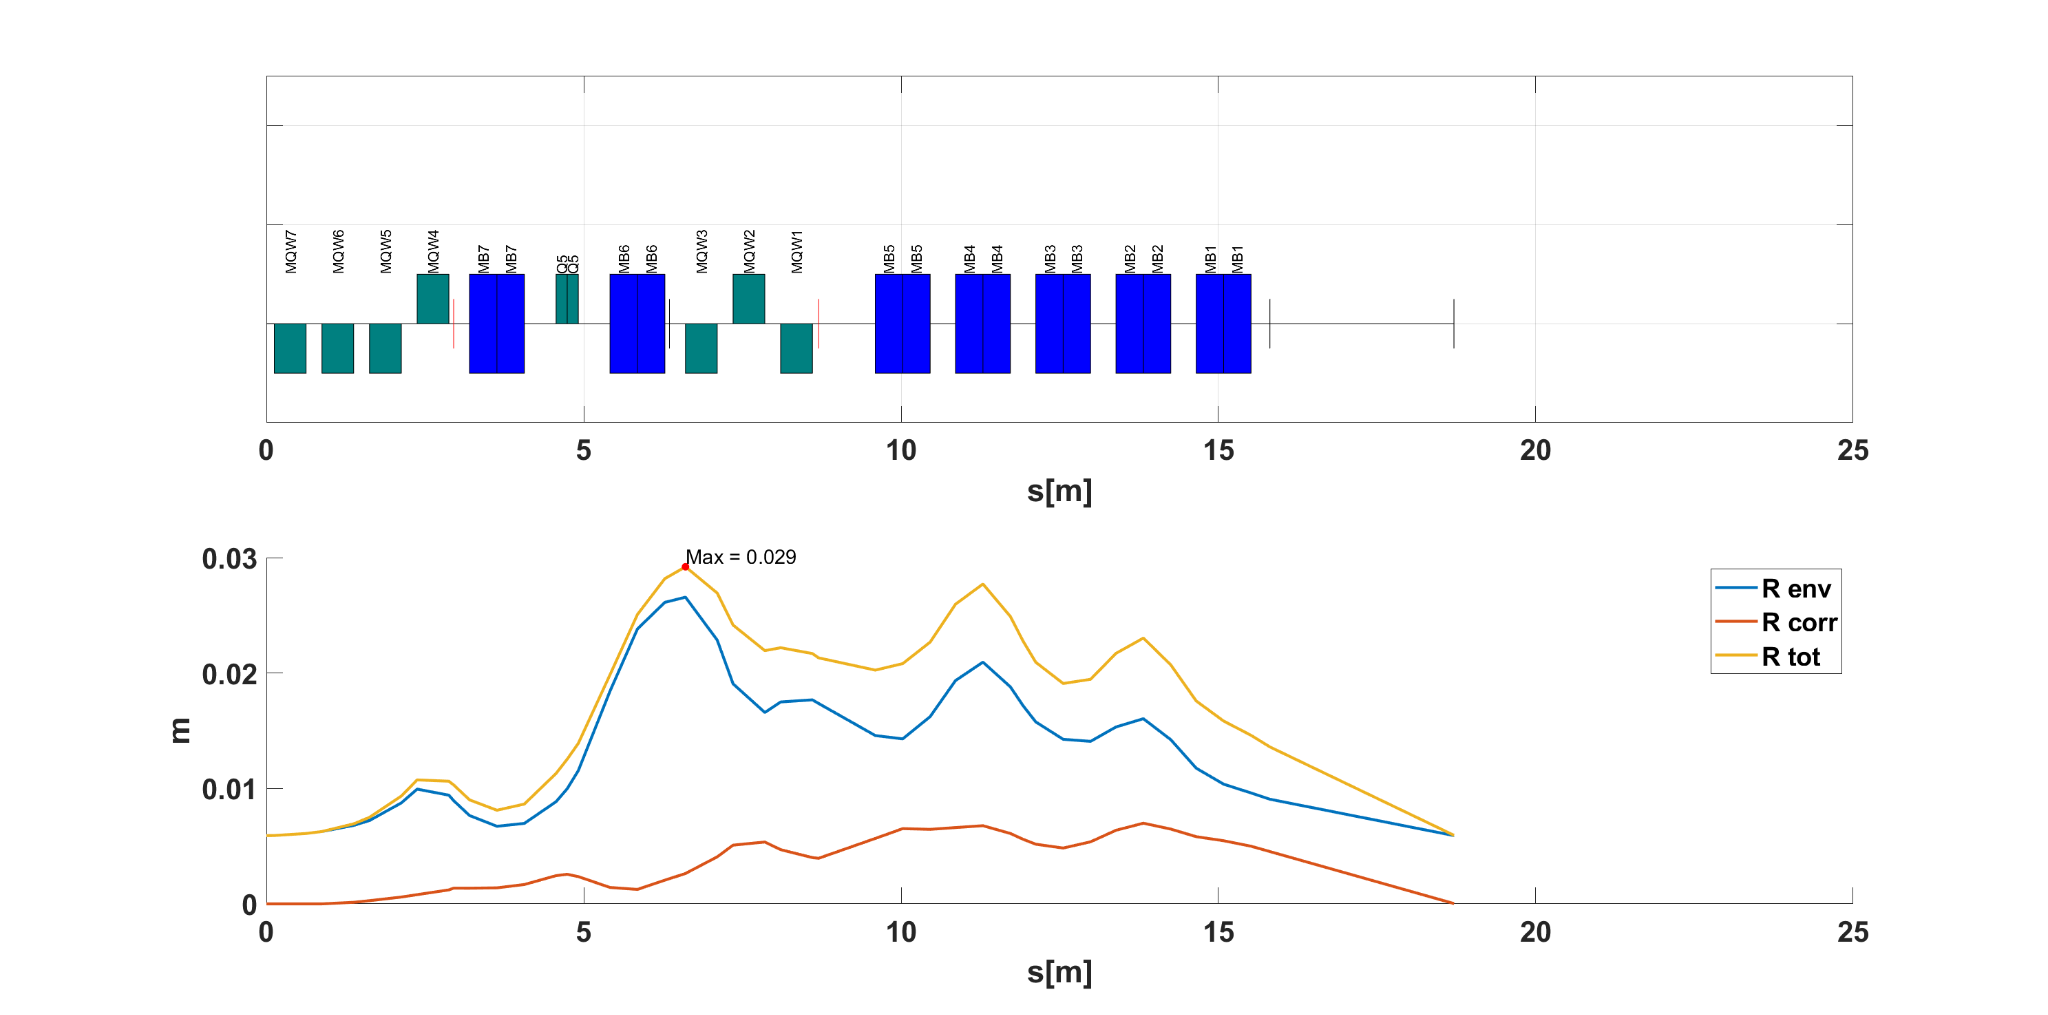 MQW7 MQW6 MQW5 MQW4 MB7 MB7 Q5 Q5 MB6 MB6 MQW3 MQW2 MQW1 MB5 MB5 MB4 MB4 MB3 MB3 MB2 MB2 MB1 MB1
0 5 10 15 20 25
s[m]
Max = 0.029
0.03
0.02
0.01
0
m
R env
R corr
R tot
0 5 10 15 20 25
s[m]